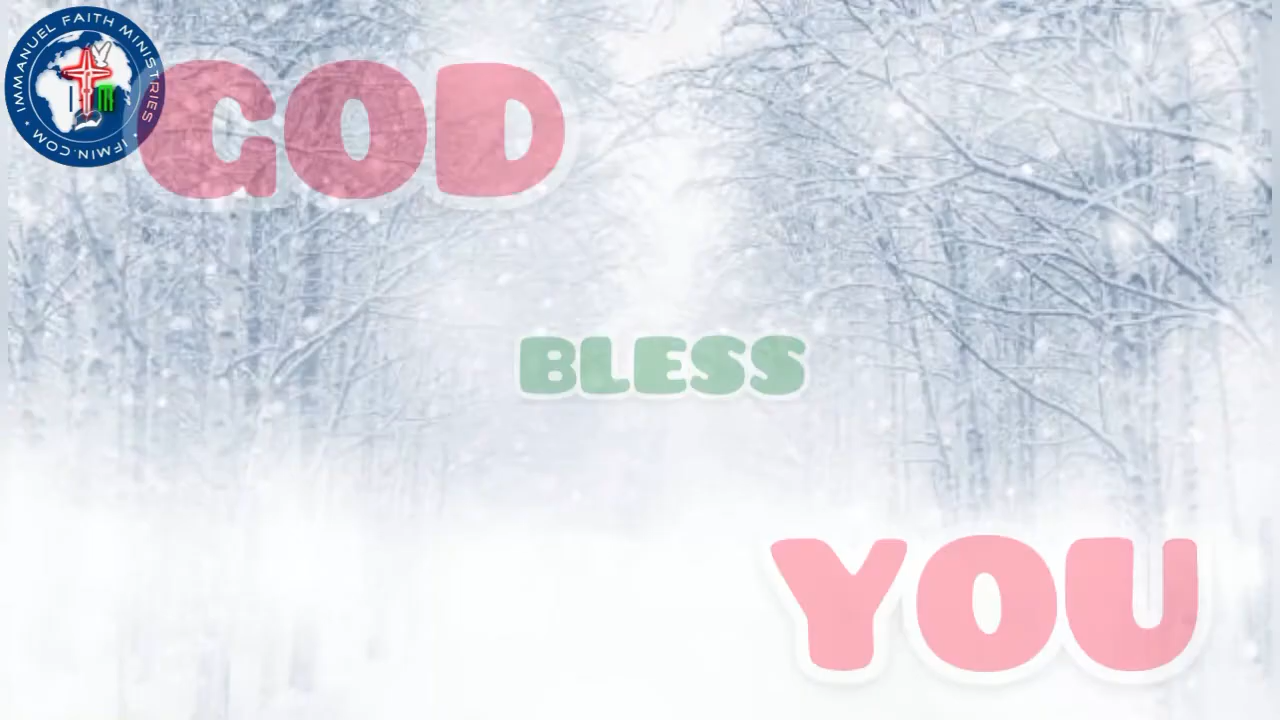 IMMANUEL FAITH MINISTRIES
• IFMIN.COM •
GOD
BLESS
YOU